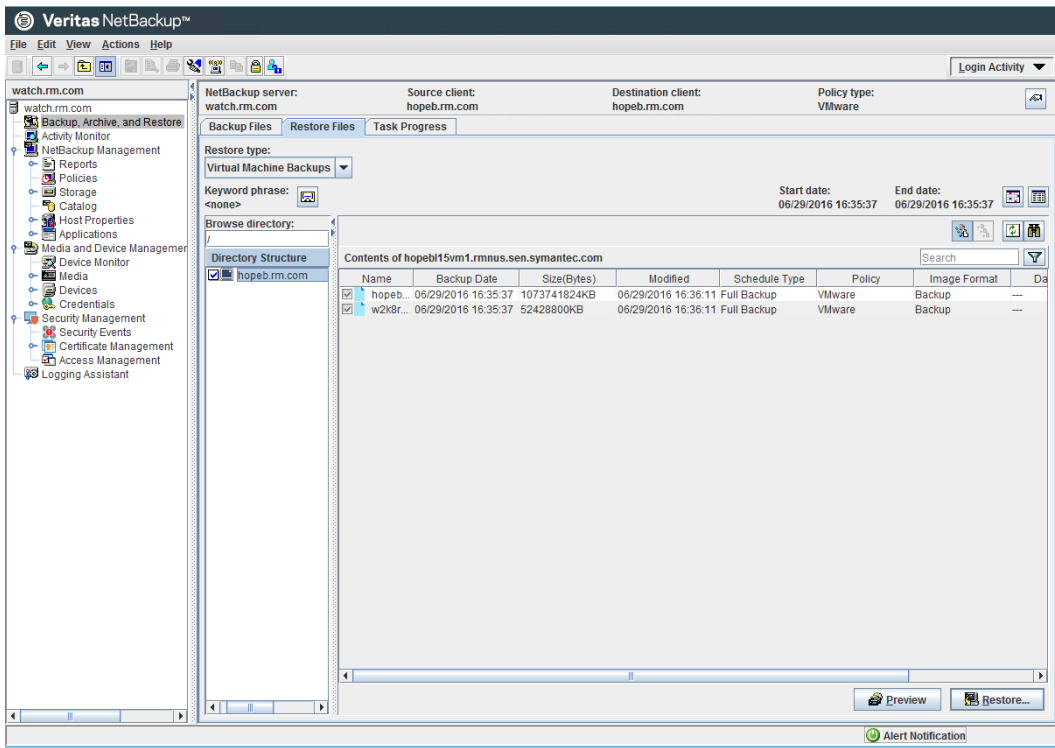 Veritas NetBackup™
File Edit View Actions Help
Login Activity
watch.rm.com
watch.rm.com
Backup, Archive, and Restore
Activity Monitor
NetBackup Management
Reports
Policies
Storage
Catalog
Host Properties
Applications
Media and Device Managemer
Device Monitor
Media
Devices
Credentials
Security Management
Security Events
Certificate Management
Access Management
Logging Assistant
NetBackup server: Source client: Destination client: Policy type:
watch.rm.com hopeb.rm.com hopeb.rm.com VMware
Backup Files Restore Files Task Progress
Restore type:
Virtual Machine Backups
Keyword phrase: Start date: End date:
<none> 06/29/2016 16:35:37 06/29/2016 16:35:37
Browse directory:
/
Directory Structure
hopeb.rm.com
Contents of hopebl15vm1.rmnus.sen.symantec.com Search
Name Backup Date Size(Bytes) Modified Schedule Type Policy Image Format Da
hopeb... 06/29/2016 16:35:37 1073741824KB 06/29/2016 16:36:11 Full Backup VMware Backup ---
w2k8r... 06/29/2016 16:35:37 52428800KB 06/29/2016 16:36:11 Full Backup VMware Backup ---
Preview Restore...
Alert Notification